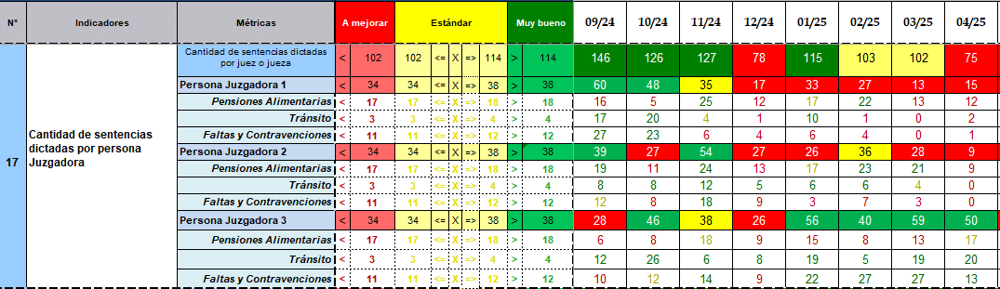 N° Indicadores Métricas A mejorar Estándar Muy bueno 09/24 10/24 11/24 12/24 01/25 02/25 03/25 04/25
Cantidad de sentencias dictadas por juez o jueza < 102 102 <= X => 114 > 114 146 126 127 78 115 103 102 75
Persona Juzgadora 1 < 34 34 <= X => 38 > 38 60 48 35 17 33 27 13 15
Pensiones Alimentarias < 17 17 <= X => 18 > 18 16 5 25 12 17 22 13 12
Tránsito < 3 3 <= X => 4 > 4 17 20 4 1 10 1 0 2
Faltas y Contravenciones < 11 11 <= X => 12 > 12 27 23 6 4 6 4 0 1
17 Cantidad de sentencias dictadas por persona Juzgadora
Persona Juzgadora 2 < 34 34 <= X => 38 > 38 39 27 54 27 26 36 28 9
Pensiones Alimentarias < 17 17 <= X => 18 > 18 19 11 24 13 17 23 21 9
Tránsito < 3 3 <= X => 4 > 4 8 8 12 5 6 6 4 0
Faltas y Contravenciones < 11 11 <= X => 12 > 12 12 8 18 9 3 7 3 0
Persona Juzgadora 3 < 34 34 <= X => 38 > 38 28 46 38 26 56 40 59 50
Pensiones Alimentarias < 17 17 <= X => 18 > 18 6 8 18 9 15 8 13 17
Tránsito < 3 3 <= X => 4 > 4 12 26 6 8 19 5 19 20
Faltas y Contravenciones < 11 11 <= X => 12 > 12 10 12 14 9 22 27 27 13